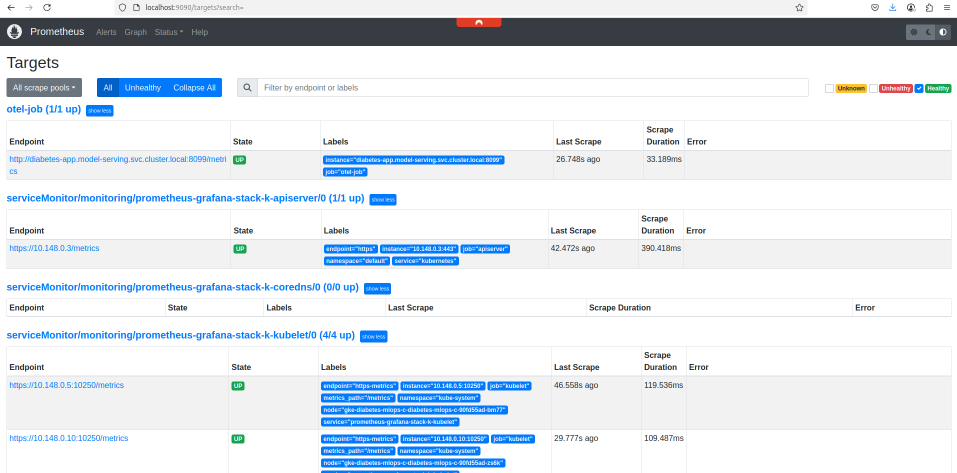 localhost:9090/targets?search=
Prometheus Alerts Graph Status Help
Targets
All scrape pools All Unhealthy Collapse All Filter by endpoint or labels Unknown Unhealthy Healthy
otel-job (1/1 up) show less
Endpoint State Labels Last Scrape Scrape Duration Error
http://diabetes-app.model-serving.svc.cluster.local:8099/metri
cs
UP
instance="diabetes-app.model-serving.svc.cluster.local:8099"
job="otel-job"
26.748s ago 33.189ms
serviceMonitor/monitoring/prometheus-grafana-stack-k-apiserver/0 (1/1 up) show less
Endpoint State Labels Last Scrape Scrape Duration Error
https://10.148.0.3/metrics UP
endpoint="https" instance="10.148.0.3:443" job="apiserver"
namespace="default" service="kubernetes"
42.472s ago 390.418ms
serviceMonitor/monitoring/prometheus-grafana-stack-k-coredns/0 (0/0 up) show less
Endpoint State Labels Last Scrape Scrape Duration Error
serviceMonitor/monitoring/prometheus-grafana-stack-k-kubelet/0 (4/4 up) show less
Endpoint State Labels Last Scrape Scrape Duration Error
https://10.148.0.5:10250/metrics UP
endpoint="https-metrics" instance="10.148.0.5:10250" job="kubelet"
metrics_path="/metrics" namespace="kube-system"
node="gke-diabetes-mlops-c-diabetes-mlops-c-90fd55ad-bm77"
service="prometheus-grafana-stack-k-kubelet"
46.558s ago 119.536ms
https://10.148.0.10:10250/metrics UP
endpoint="https-metrics" instance="10.148.0.10:10250" job="kubelet"
metrics_path="/metrics" namespace="kube-system"
node="gke-diabetes-mlops-c-diabetes-mlops-c-90fd55ad-zs6k"
29.777s ago 109.487ms